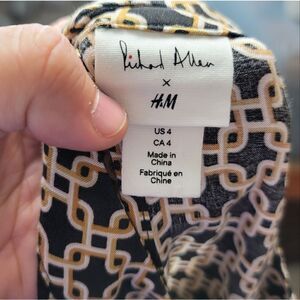 Richard Allan
×
H&M
US 4
CA 4
Made in
China
Fabriqué en
Chine